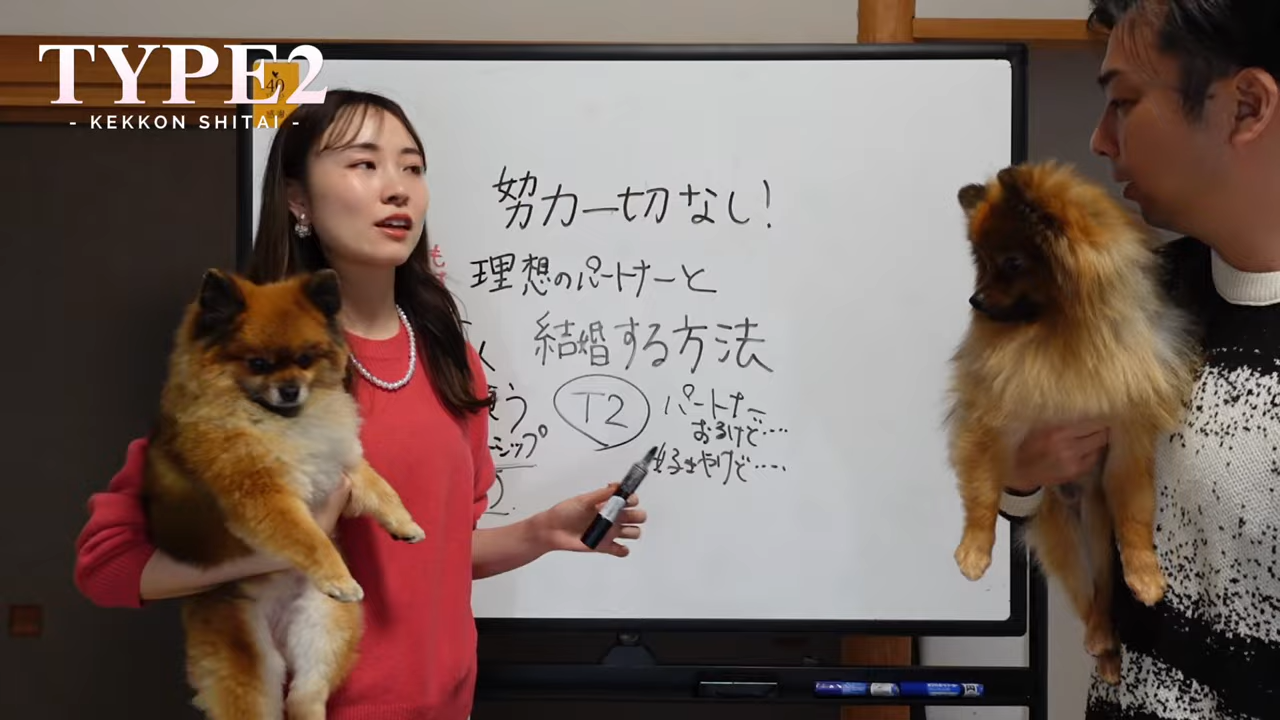 TYPE2
- KEKKON SHITAI -
努力一切なし!
理想のパートナーと
結婚する方法
T2
パートナー
おるけど....
好きやけど....